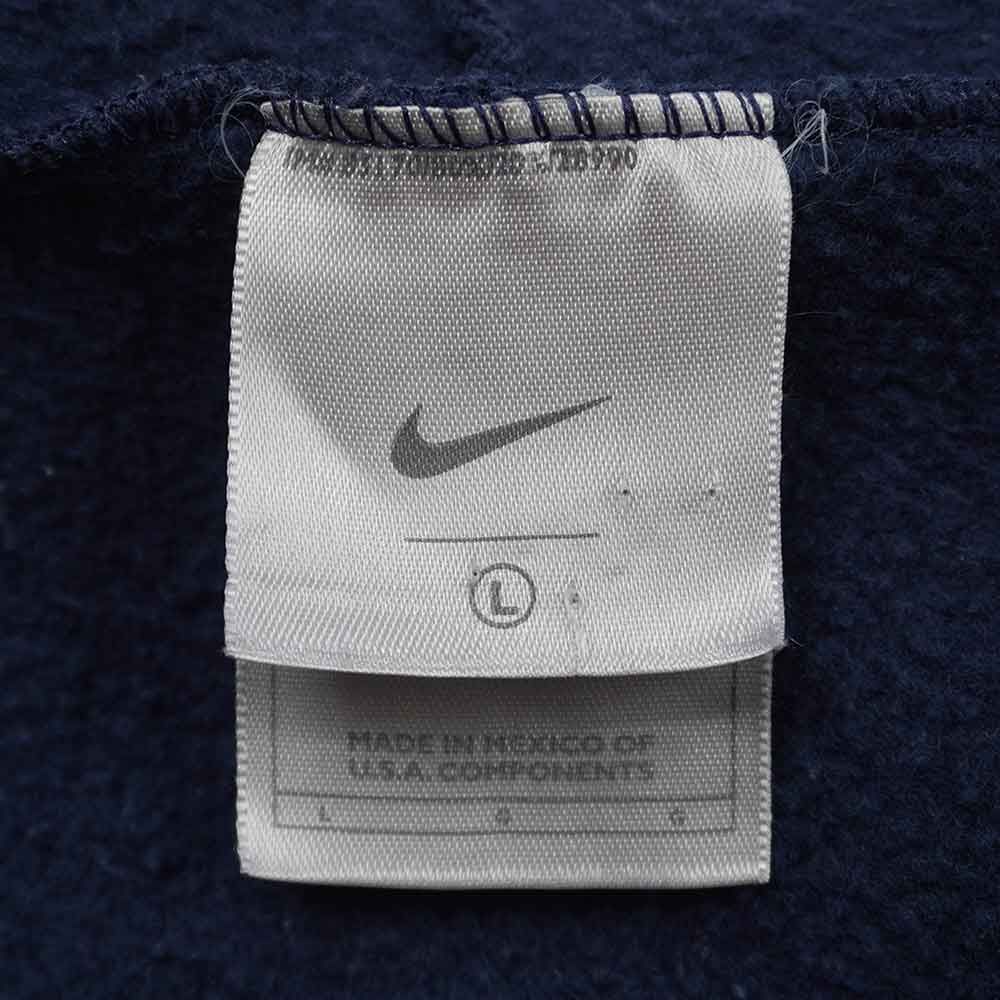 L
MADE IN MEXICO OF
U.S.A. COMPONENTS
L G G